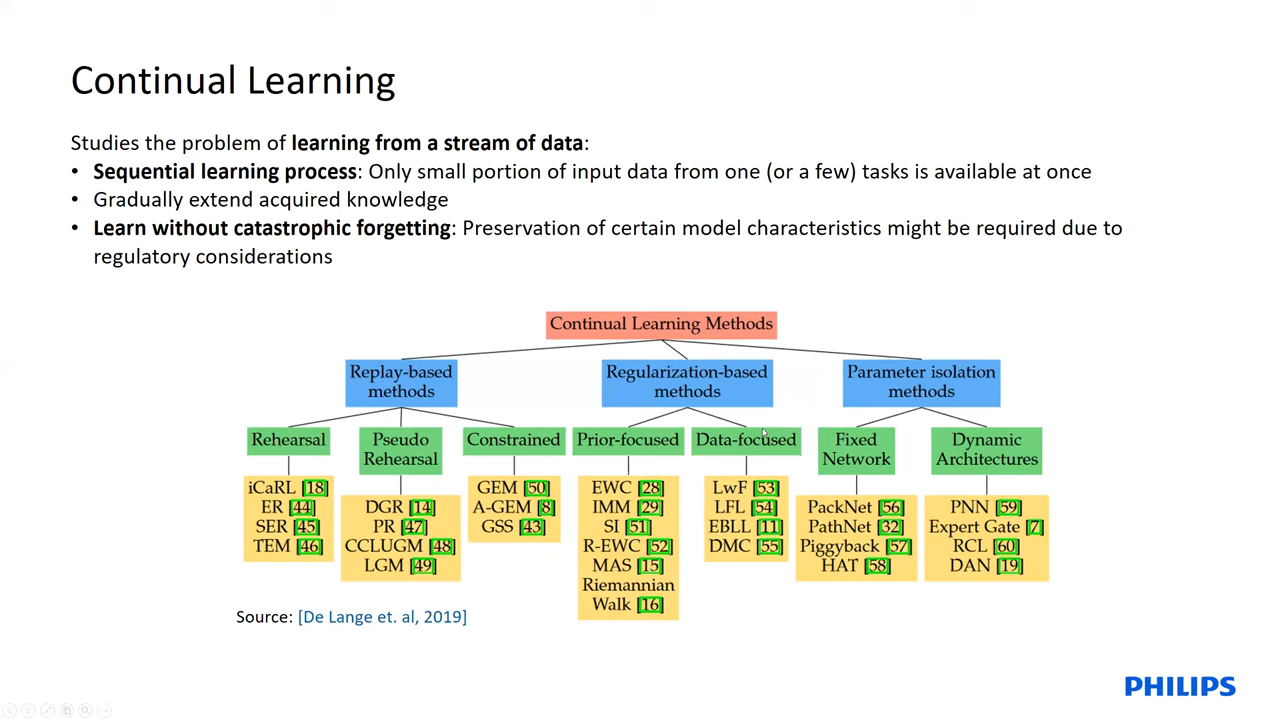 Continual Learning
Studies the problem of learning from a stream of data:
• Sequential learning process: Only small portion of input data from one (or a few) tasks is available at once
• Gradually extend acquired knowledge
• Learn without catastrophic forgetting: Preservation of certain model characteristics might be required due to
regulatory considerations
Continual Learning Methods
Replay-based
methods
Regularization-based
methods
Parameter isolation
methods
Rehearsal
Pseudo
Rehearsal
Constrained
Prior-focused
Data-focused
Fixed
Network
Dynamic
Architectures
iCaRL [18]
ER [44]
SER [45]
TEM [46]
DGR [14]
PR [47]
CCLUGM [48]
LGM [49]
GEM [50]
A-GEM [8]
GSS [43]
EWC [28]
IMM [29]
SI [51]
R-EWC [52]
MAS [15]
Riemannian
Walk [16]
LwF [53]
LFL [54]
EBLL [11]
DMC [55]
PackNet [56]
PathNet [32]
Piggyback [57]
HAT [58]
PNN [59]
Expert Gate [7]
RCL [60]
DAN [19]
Source: [De Lange et. al, 2019]
PHILIPS